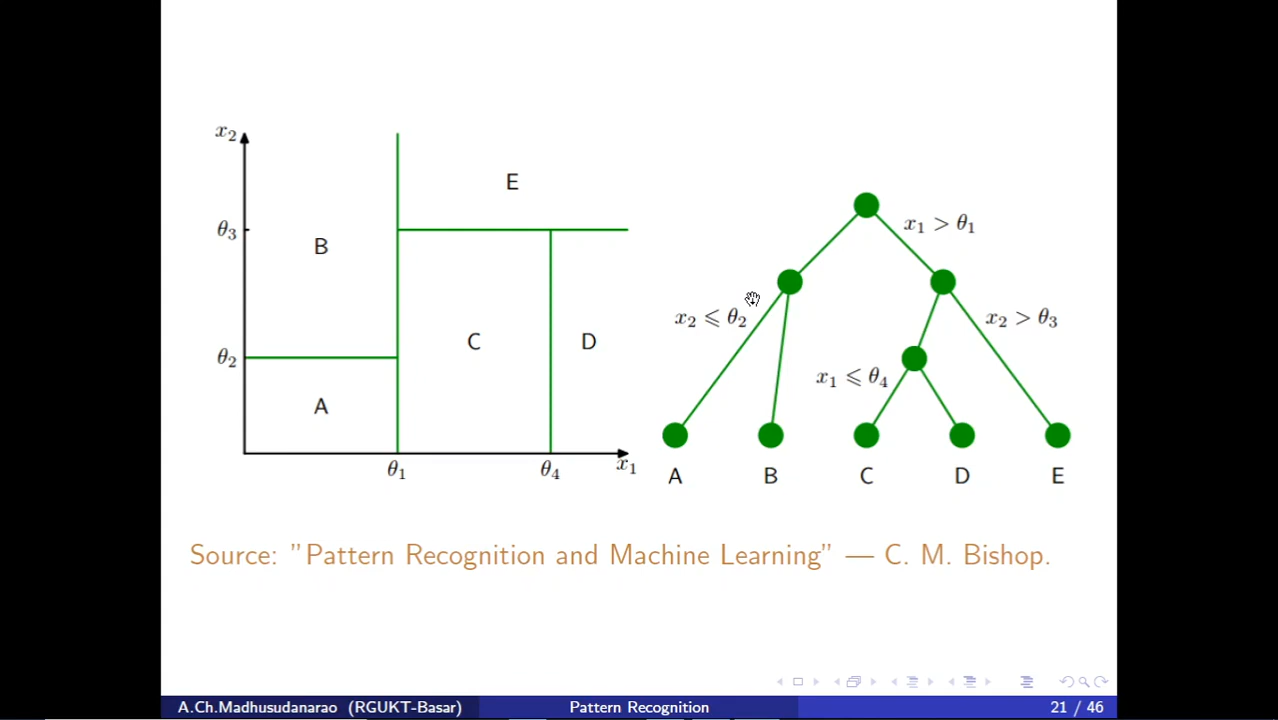 x₂
E
θ₃
B
x₁ > θ₁
x₂ ⩽ θ₂
x₂ > θ₃
C
D
θ₂
x₁ ⩽ θ₄
A
θ₁
θ₄
x₁
A
B
C
D
E
Source: ”Pattern Recognition and Machine Learning” — C. M. Bishop.
A.Ch.Madhusudanarao (RGUKT-Basar)
Pattern Recognition
21 / 46